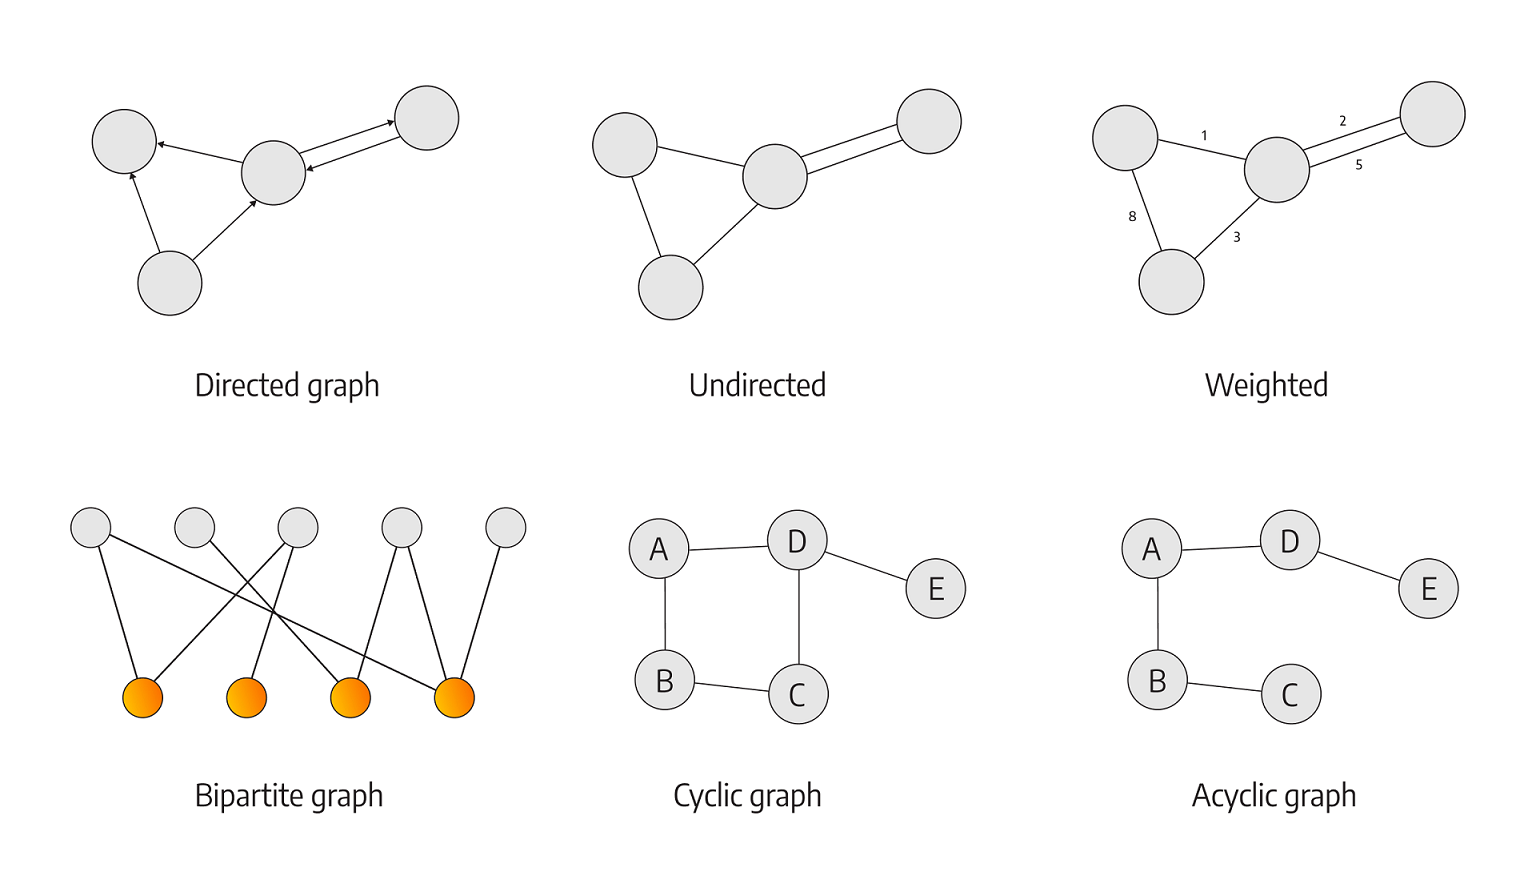 1
2
5
8
3
Directed graph
Undirected
Weighted
A
D
E
B
C
A
D
E
B
C
Bipartite graph
Cyclic graph
Acyclic graph